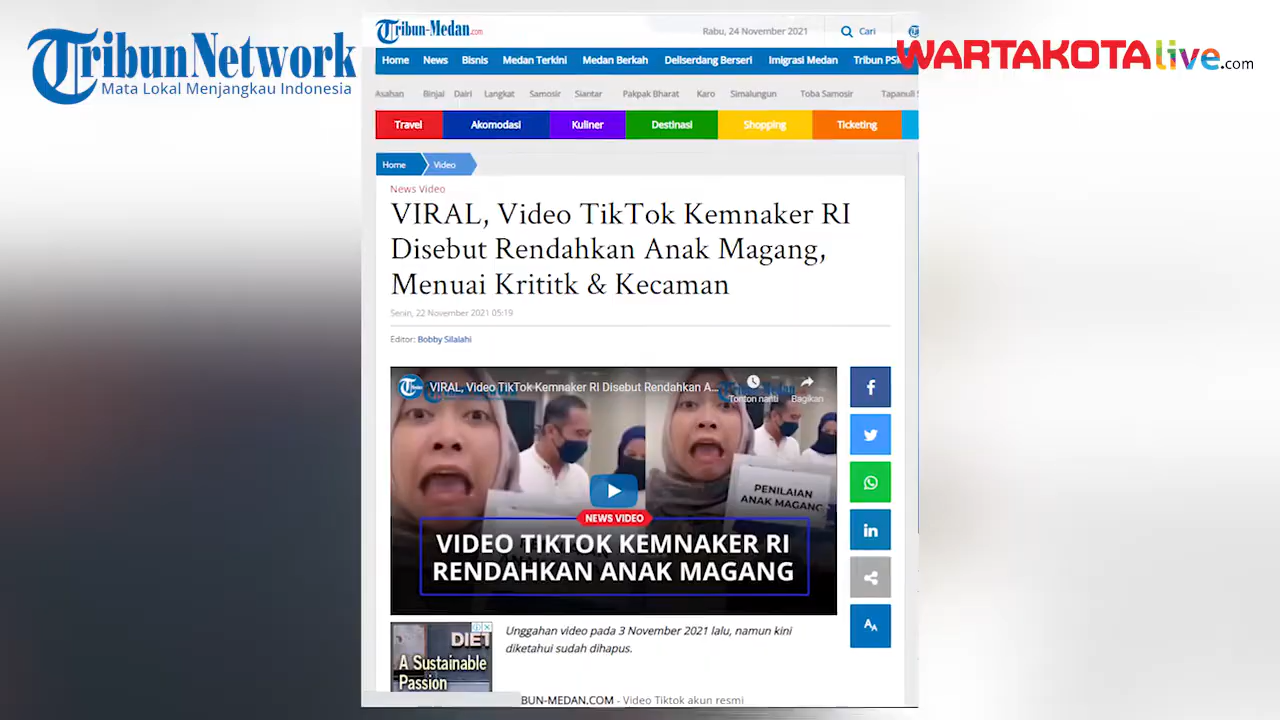 Tribun Network
Mata Lokal Menjangkau Indonesia
WARTAKOTAlive.com
Tribun-Medan.com
Rabu, 24 November 2021
Cari
Home News Bisnis Medan Terkini Medan Berkah Deliserdang Berseri Imigrasi Medan Tribun
Asahan Binjai Dairi Langkat Samosir Siantar Pakpak Bharat Karo Simalungun Toba Samosir Tapanuli
Travel Akomodasi Kuliner Destinasi Shopping Ticketing
Home Video
News Video
VIRAL, Video TikTok Kemnaker RI
Disebut Rendahkan Anak Magang,
Menuai Krititk & Kecaman
Senin, 22 November 2021 05:19
Editor: Bobby Silalahi
VIRAL, Video TikTok Kemnaker RI Disebut Rendahkan A...
Tonton nanti Bagikan
PENILAIAN
ANAK MAGANG
NEWS VIDEO
VIDEO TIKTOK KEMNAKER RI
RENDAHKAN ANAK MAGANG
DIET
A Sustainable
Passion
Unggahan video pada 3 November 2021 lalu, namun kini
diketahui sudah dihapus.
BUN-MEDAN.COM - Video Tiktok akun resmi